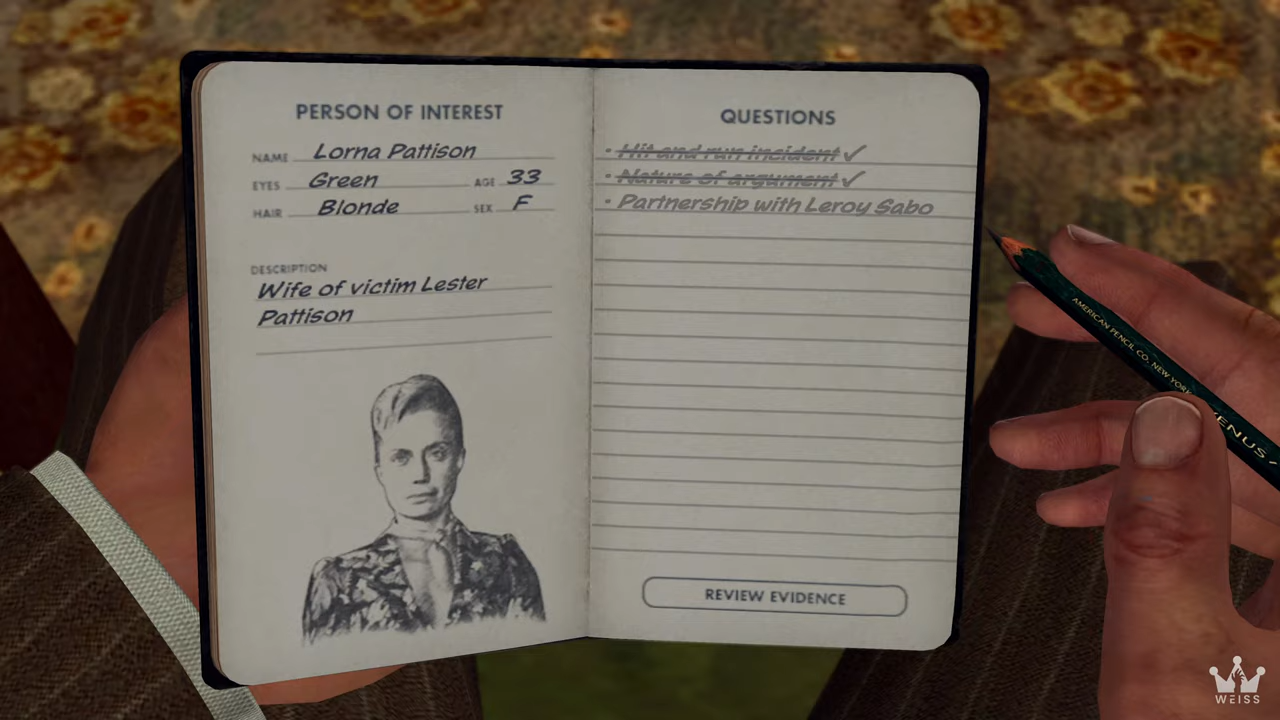 PERSON OF INTEREST
NAME Lorna Pattison
EYES Green AGE 33
HAIR Blonde SEX F
DESCRIPTION
Wife of victim Lester
Pattison
QUESTIONS
· Hit and run incident ✓
· Nature of argument ✓
· Partnership with Leroy Sabo
REVIEW EVIDENCE
AMERICAN PENCIL CO. NEW YORK
VENUS
WEISS